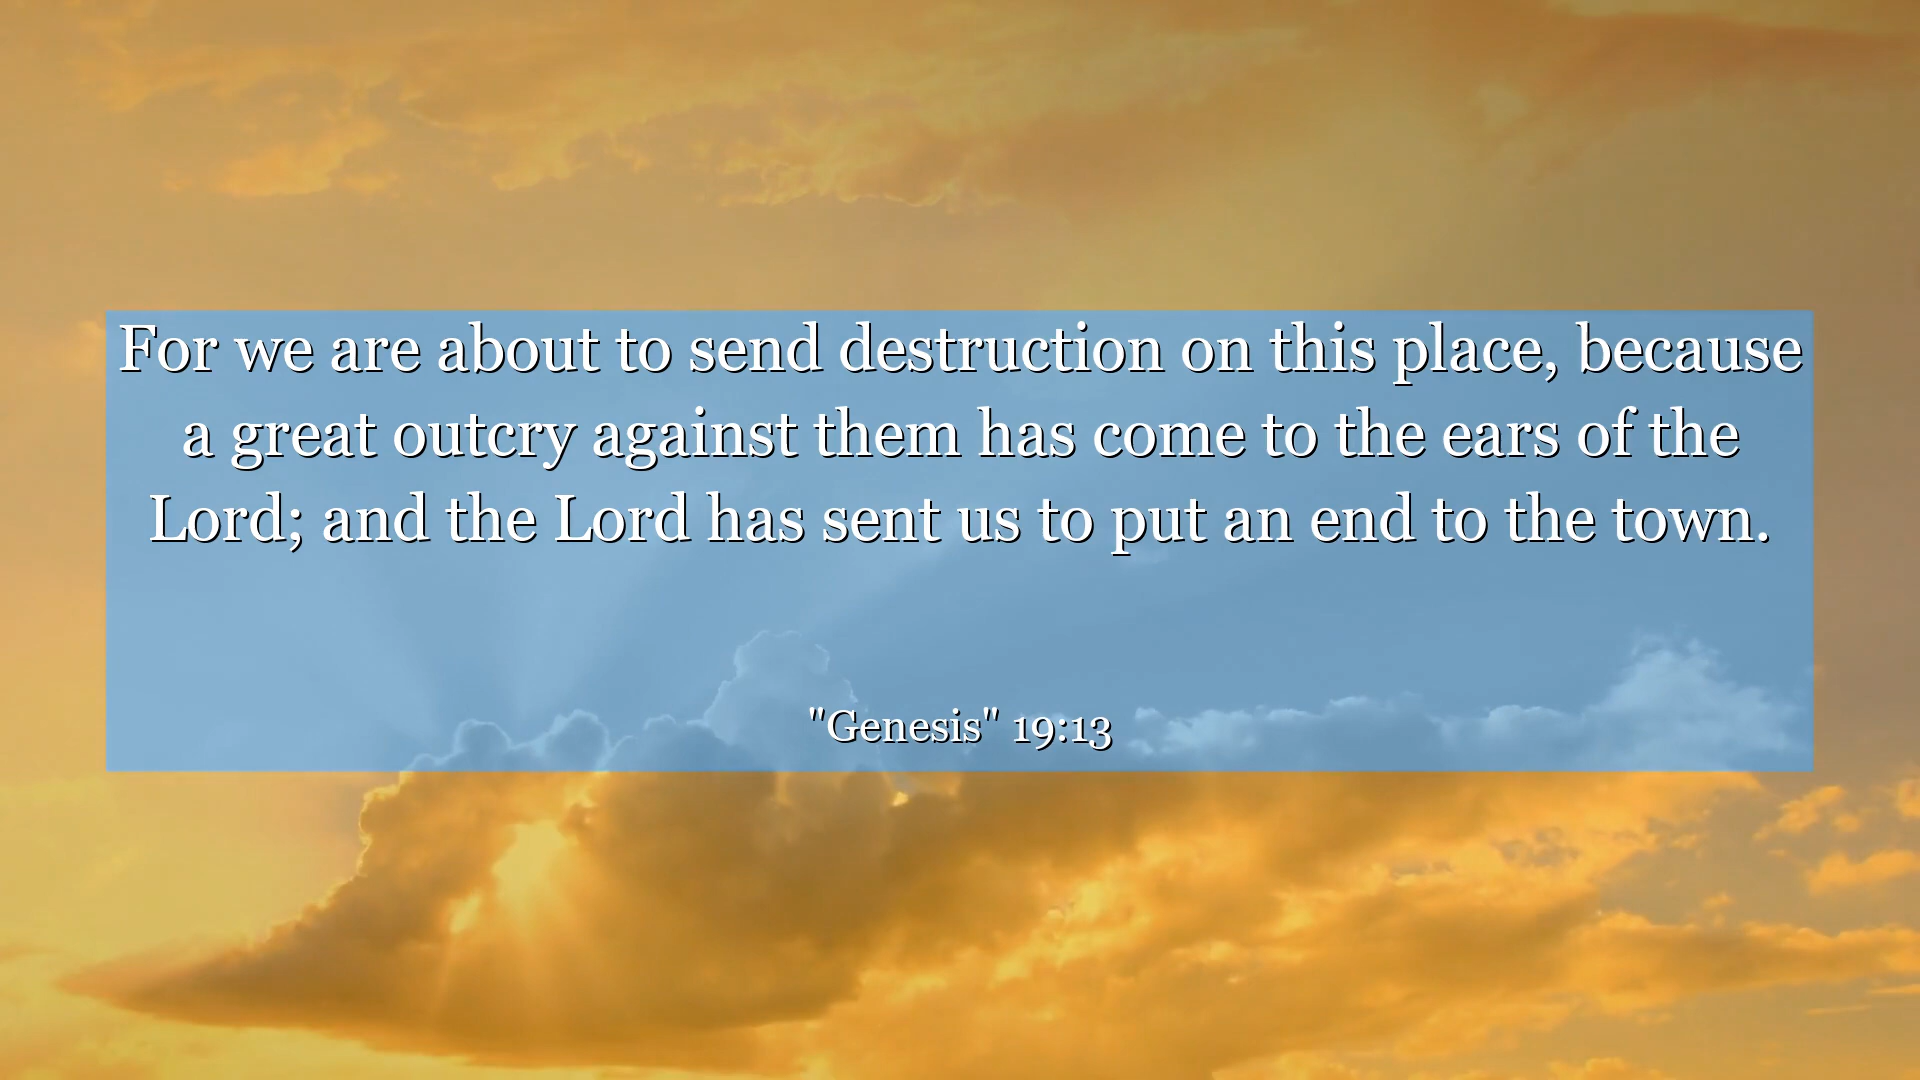 For we are about to send destruction on this place, because
a great outcry against them has come to the ears of the
Lord; and the Lord has sent us to put an end to the town.
"Genesis" 19:13